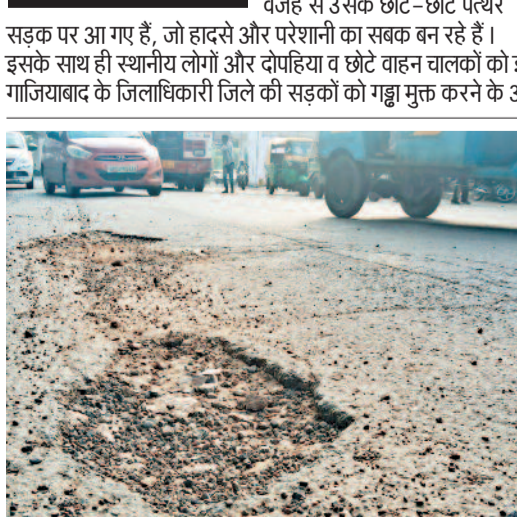 वजह से उसके छोटे-छोटे पत्थर
सड़क पर आ गए हैं, जो हादसे और परेशानी का सबक बन रहे हैं ।
इसके साथ ही स्थानीय लोगों और दोपहिया व छोटे वाहन चालकों को
गाजियाबाद के जिलाधिकारी जिले की सड़कों को गड्ढा मुक्त करने के